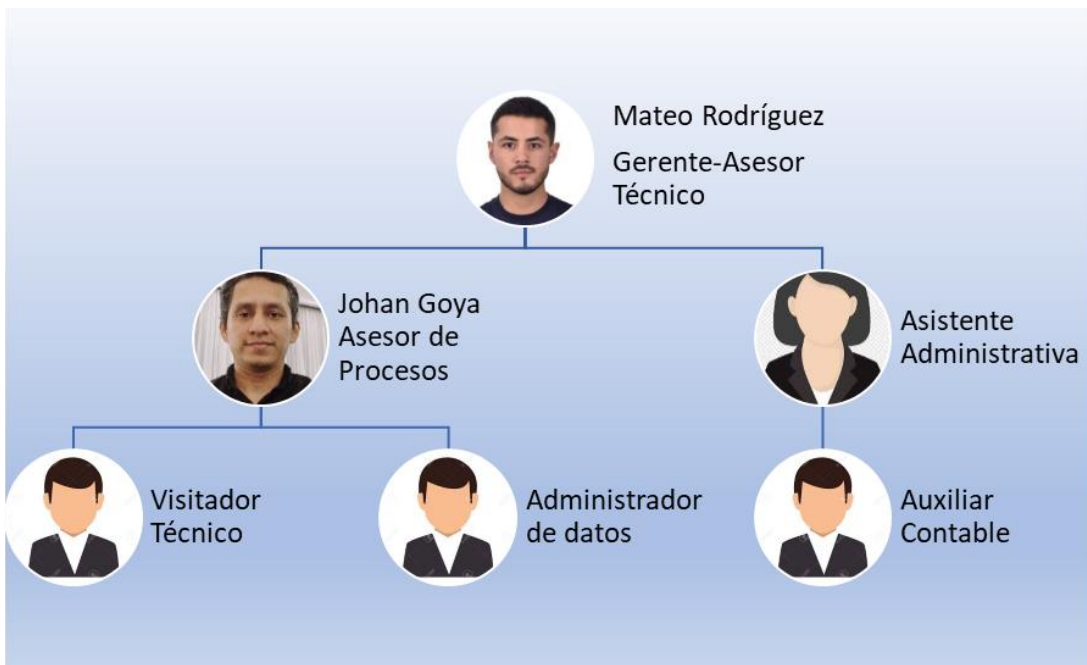 Mateo Rodríguez
Gerente-Asesor
Técnico
Johan Goya
Asesor de
Procesos
Asistente
Administrativa
Visitador
Técnico
Administrador
de datos
Auxiliar
Contable